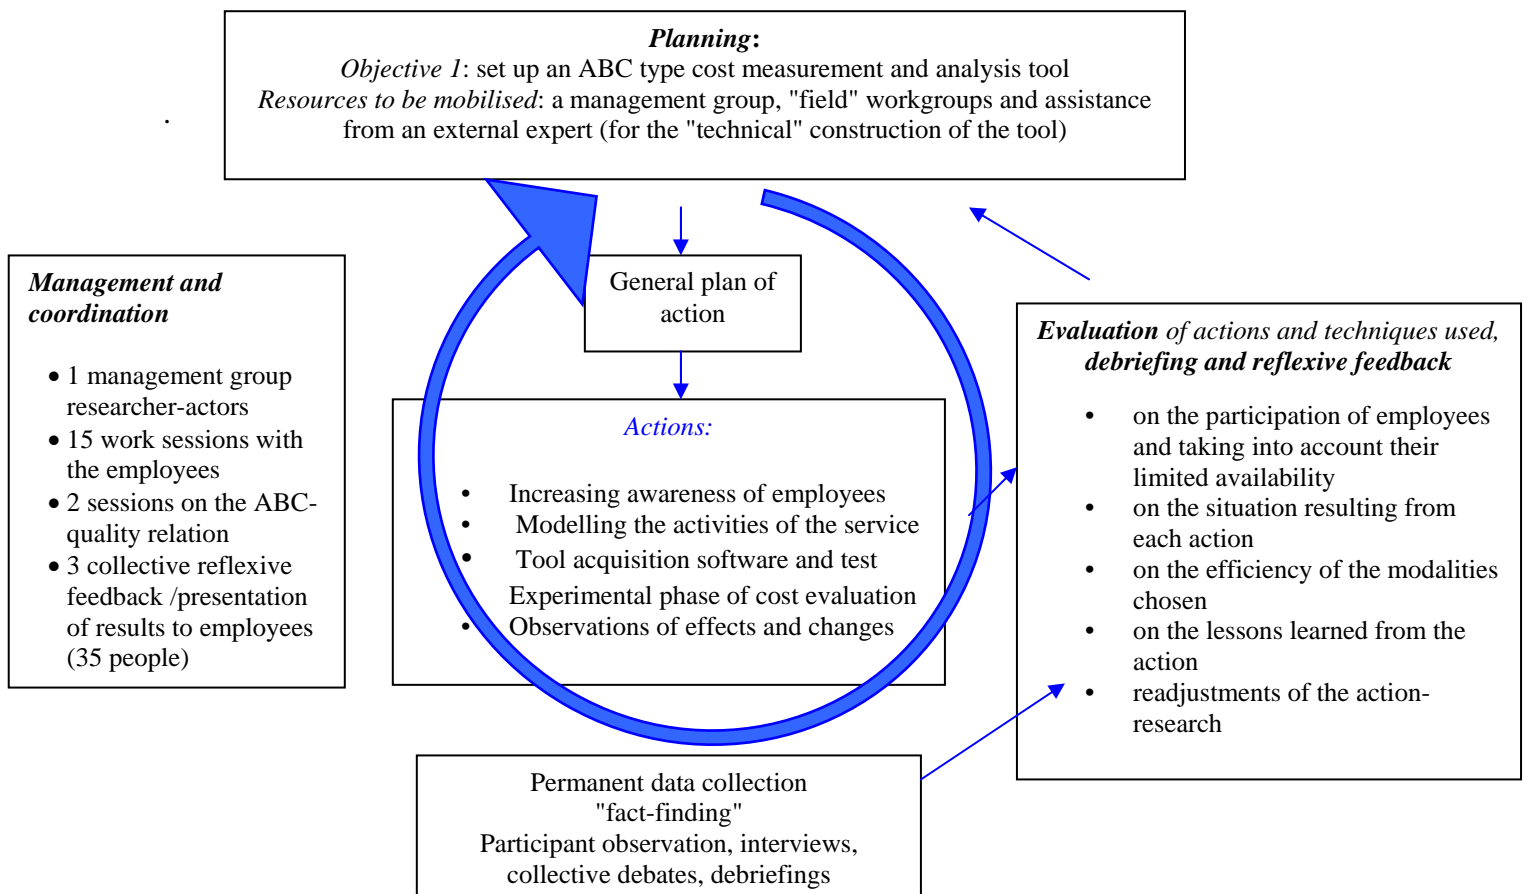 Planning:
Objective 1: set up an ABC type cost measurement and analysis tool
Resources to be mobilised: a management group, "field" workgroups and assistance
from an external expert (for the "technical" construction of the tool)
.
General plan of
action
Management and
coordination
• 1 management group
researcher-actors
• 15 work sessions with
the employees
• 2 sessions on the ABC-
quality relation
• 3 collective reflexive
feedback /presentation
of results to employees
(35 people)
Actions:
• Increasing awareness of employees
• Modelling the activities of the service
• Tool acquisition software and test
Experimental phase of cost evaluation
• Observations of effects and changes
Evaluation of actions and techniques used,
debriefing and reflexive feedback
• on the participation of employees
and taking into account their
limited availability
• on the situation resulting from
each action
• on the efficiency of the modalities
chosen
• on the lessons learned from the
action
• readjustments of the action-
research
Permanent data collection
"fact-finding"
Participant observation, interviews,
collective debates, debriefings